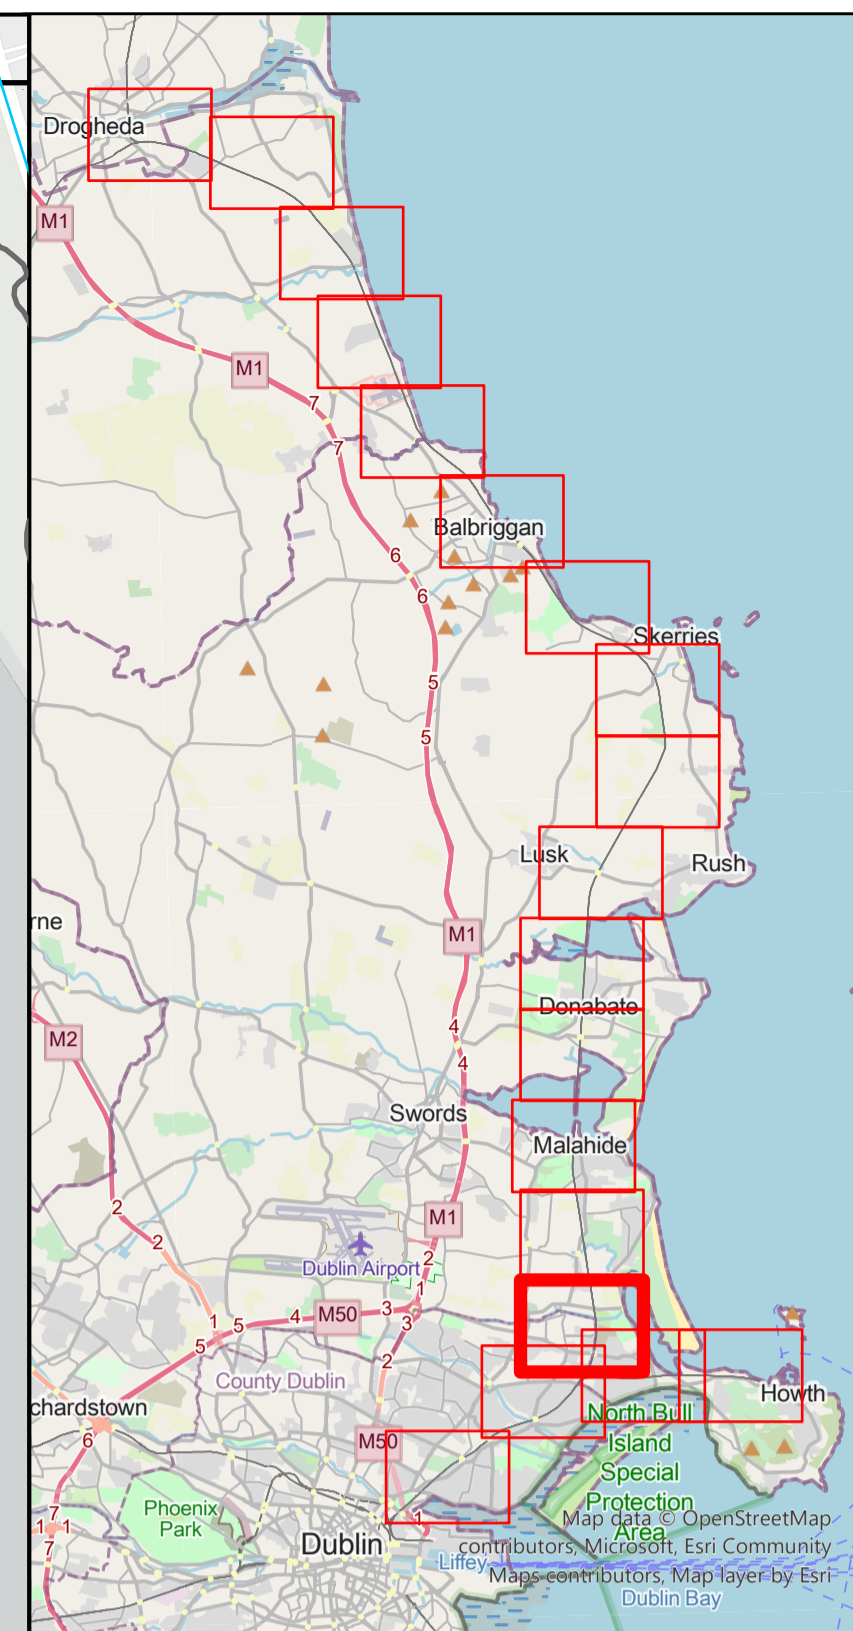 Drogheda
M1
M1
7
7
Balbriggan
6
6
Skerries
5
5
Lusk
Rush
rne
M1
Donabate
M2
4
4
Swords
Malahide
2
2
M1
Dublin Airport
2
1
1
5
5
4
M50
3
3
2
County Dublin
chardstown
Howth
6
M50
North Bull
Island
Special
Protection
Area
7
1
1
7
Phoenix
Park
1
Dublin
Liffey
Map data © OpenStreetMap
contributors, Microsoft, Esri Community
Maps contributors, Map layer by Esri
Dublin Bay